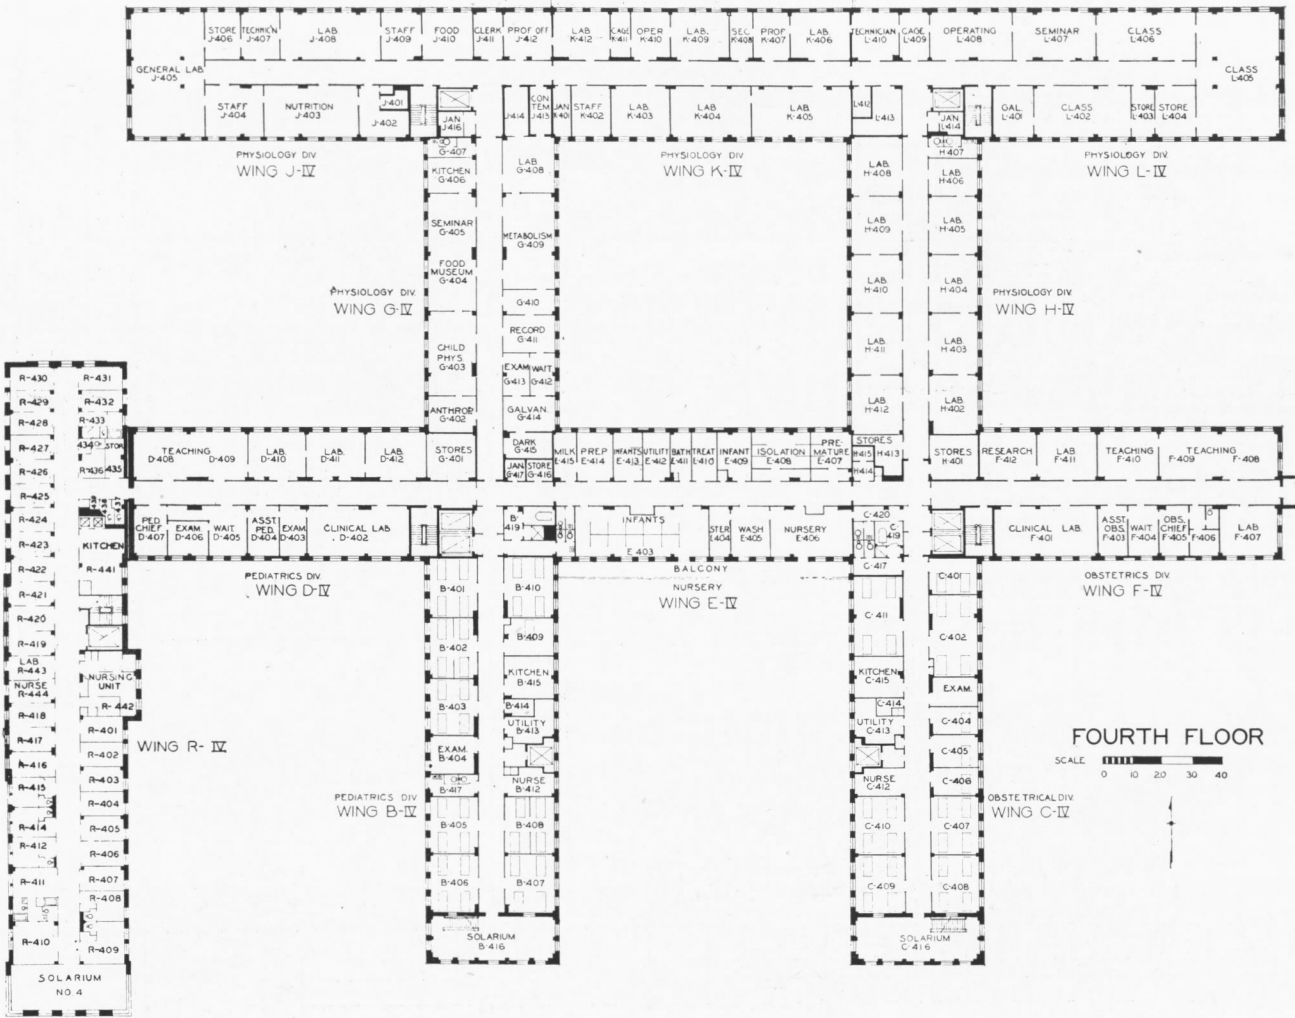 STORE TECHNIC'N LAB. STAFF FOOD CLERK PROF. OFF.
J-406 J-407 J-408 J-409 J-410 J-411 J-412
LAB CAGE OPER LAB. SEC. PROF LAB.
K-412 K-411 K-410 K-409 K-408 K-407 K-406
TECHNICIAN CAGE OPERATING SEMINAR CLASS
L-410 L-409 L-408 L-407 L-406
GENERAL LAB
J-405
CLASS
L-405
STAFF NUTRITION J-401
J-404 J-403 J-402
JAN
J-416
J-414
CON TEM
J-413
JAN STAFF LAB. LAB. LAB.
K-401 K-402 K-403 K-404 K-405
L-412 L-413
JAN
L-414
GAL. CLASS STORE STORE
L-401 L-402 L-403 L-404
PHYSIOLOGY DIV.
WING J-IV
PHYSIOLOGY DIV
WING K-IV
PHYSIOLOGY DIV
WING L-IV
G-407
KITCHEN
G-406
SEMINAR
G-405
FOOD
MUSEUM
G-404
CHILD
PHYS.
G-403
ANTHROP.
G-402
STORES
G-401
LAB
G-408
METABOLISM
G-409
G-410
RECORD
G-411
EXAM WAIT.
G-413 G-412
GALVAN.
G-414
DARK
G-415
JAN STORE
G-417 G-416
PHYSIOLOGY DIV.
WING G-IV
LAB
H-408
LAB
H-409
LAB
H-410
LAB
H-411
LAB
H-412
STORES
H-415 H-413
H-414
H-407
LAB
H-406
LAB.
H-405
LAB
H-404
LAB
H-403
LAB
H-402
STORES
H-401
PHYSIOLOGY DIV
WING H-IV
TEACHING LAB. LAB. LAB.
D-408 D-409 D-410 D-411 D-412
PED. CHIEF EXAM WAIT. ASST PED. EXAM CLINICAL LAB.
D-407 D-406 D-405 D-404 D-403 D-402
PEDIATRICS DIV.
WING D-IV
MILK PREP INFANTS UTILITY BATH TREAT INFANT ISOLATION PRE-MATURE
E-415 E-414 E-413 E-412 E-411 E-410 E-409 E-408 E-407
INFANTS STER WASH NURSERY
E 403 E404 E-405 E-406
BALCONY
NURSERY
WING E-IV
RESEARCH LAB TEACHING TEACHING
F-412 F-411 F-410 F-409 F-408
CLINICAL LAB. ASST. OBS. WAIT OBS. CHIEF LAB
F-401 F-403 F-404 F-405 F-406 F-407
OBSTETRICS DIV.
WING F-IV
B-419
B-401
B-402
B-403
EXAM.
B-404
B-417
B-405
B-406
B-410
B-409
KITCHEN
B-415
B-414
UTILITY
B-413
NURSE
B-412
B-408
B-407
SOLARIUM
B-416
PEDIATRICS DIV
WING B-IV
C-420
C-419
C-417
C-411
KITCHEN
C-415
C-414
UTILITY
C-413
NURSE
C-412
C-410
C-409
C-401
C-402
EXAM.
C-404
C-405
C-406
C-407
C-408
SOLARIUM
C-416
OBSTETRICAL DIV.
WING C-IV
R-430 R-431
R-429 R-432
R-428 R-433
R-427 434 STOR
R-426 R-436 435
R-425 439 438 437
R-424
R-423 KITCHEN
R-422 R-441
R-421
R-420
R-419
LAB
R-443
NURSE
R-444
NURSING
UNIT
R-442
R-418 R-401
R-417 R-402
R-416 R-403
R-415 R-404
R-414 R-405
R-412 R-406
R-411 R-407
R-408
R-410 R-409
SOLARIUM
NO. 4
WING R-IV
FOURTH FLOOR
SCALE 0 10 20 30 40